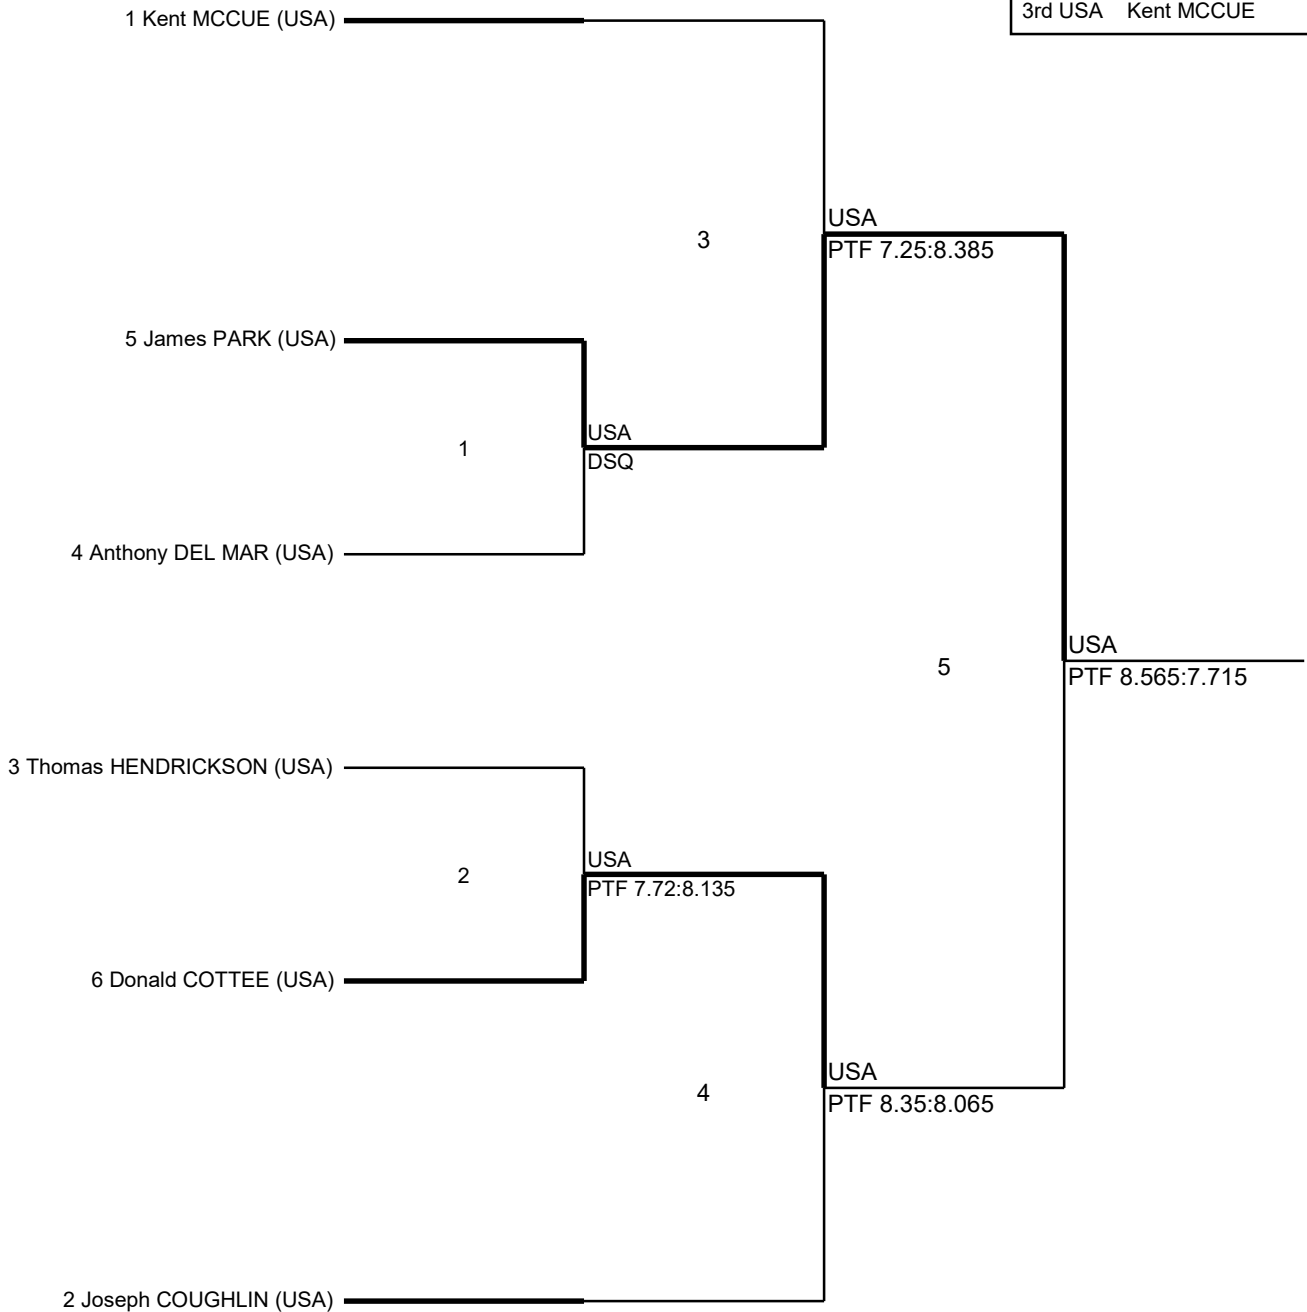 3rd USA Kent MCCUE
1 Kent MCCUE (USA)
USA
3
PTF 7.25:8.385
5 James PARK (USA)
USA
1
DSQ
4 Anthony DEL MAR (USA)
USA
5
PTF 8.565:7.715
3 Thomas HENDRICKSON (USA)
USA
2
PTF 7.72:8.135
6 Donald COTTEE (USA)
USA
4
PTF 8.35:8.065
2 Joseph COUGHLIN (USA)